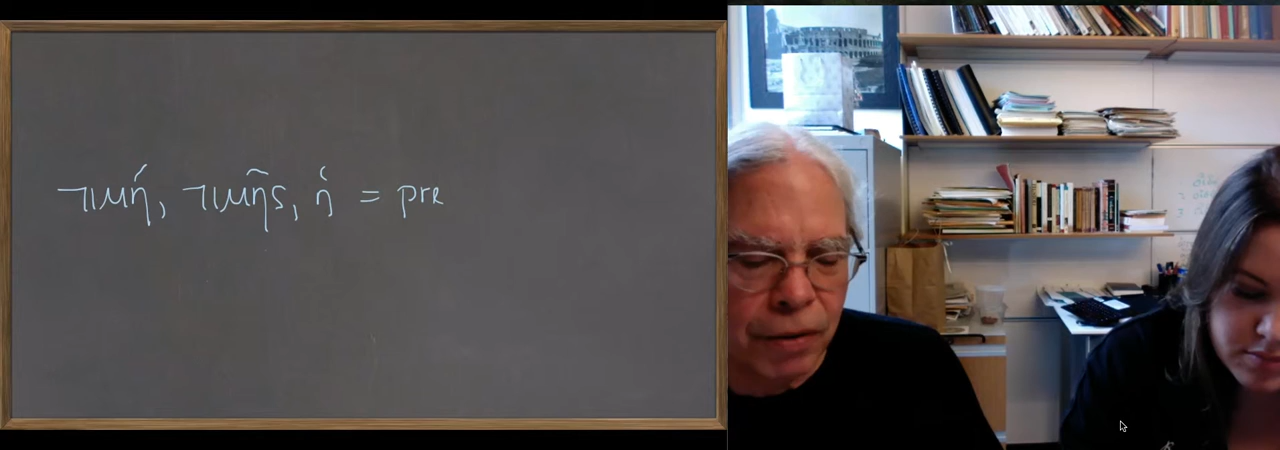 τιμή, τιμῆς, ἡ = pre